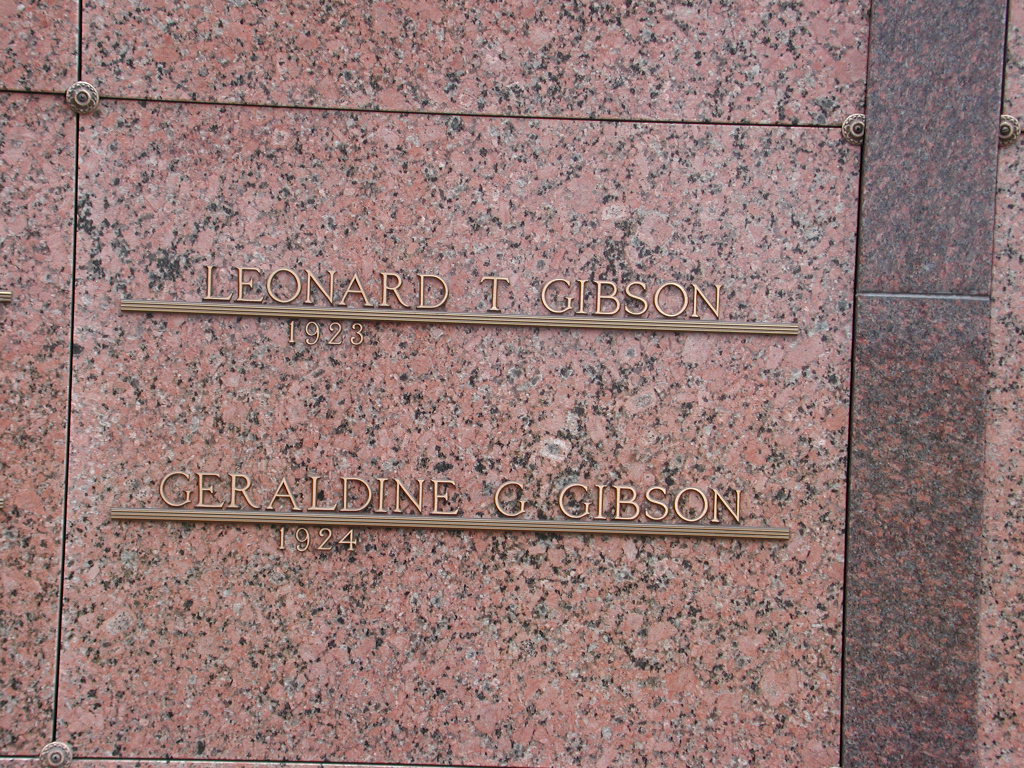 LEONARD T GIBSON
1923
GERALDINE G GIBSON
1924